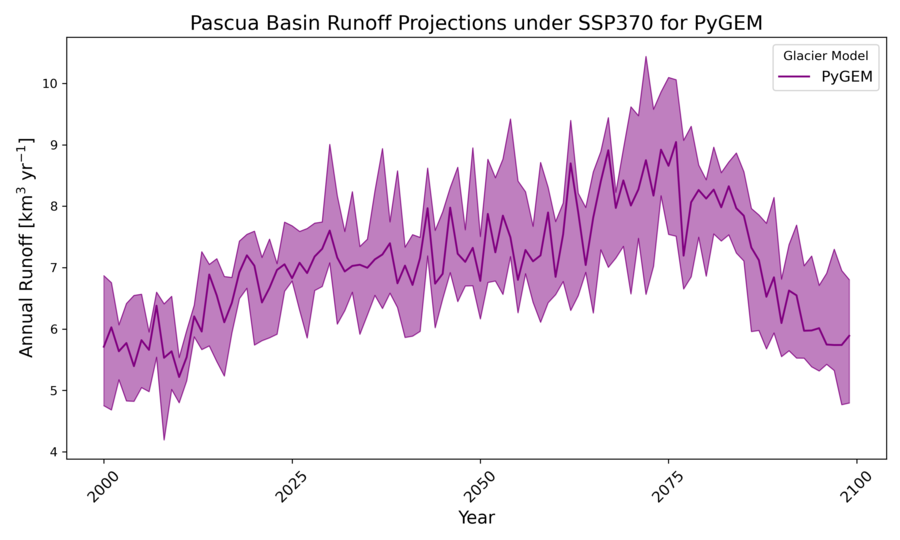 Pascua Basin Runoff Projections under SSP370 for PyGEM
Glacier Model
PyGEM
Annual Runoff [km³ yr⁻¹]
10
9
8
7
6
5
4
2000
2025
2050
2075
2100
Year